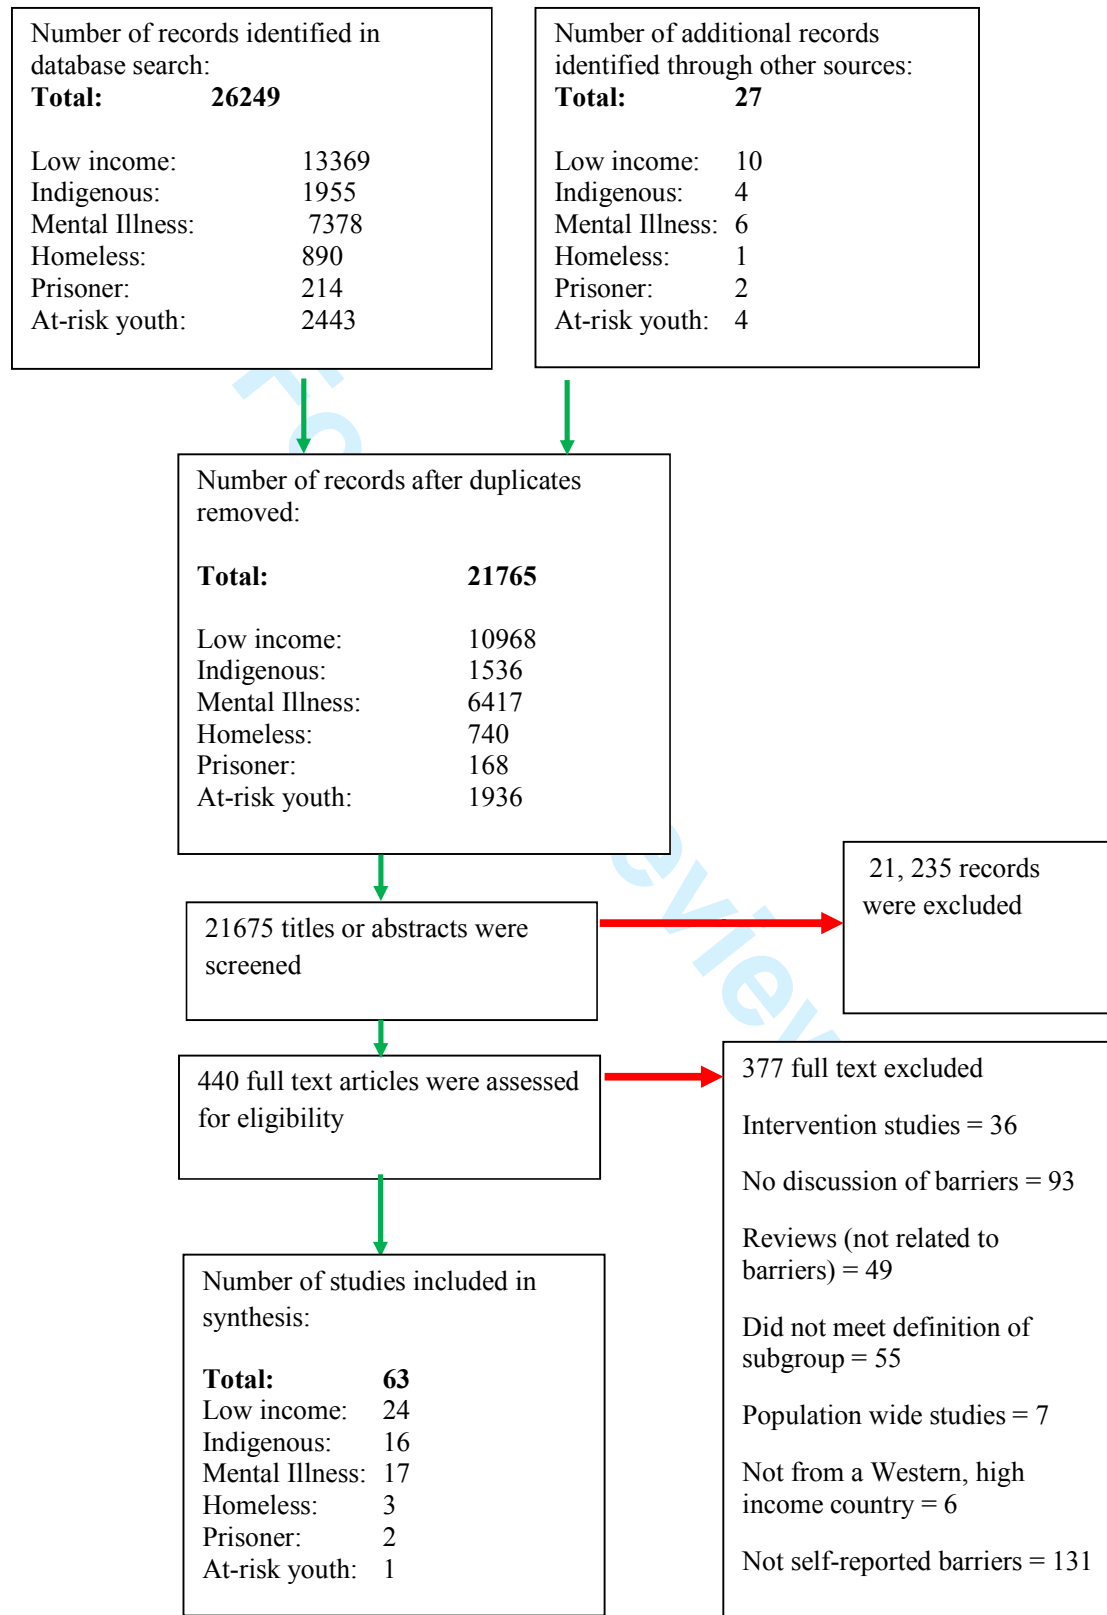 Number of records identified in
database search:
Total: 26249
Low income: 13369
Indigenous: 1955
Mental Illness: 7378
Homeless: 890
Prisoner: 214
At-risk youth: 2443
Number of additional records
identified through other sources:
Total: 27
Low income: 10
Indigenous: 4
Mental Illness: 6
Homeless: 1
Prisoner: 2
At-risk youth: 4
Number of records after duplicates
removed:
Total: 21765
Low income: 10968
Indigenous: 1536
Mental Illness: 6417
Homeless: 740
Prisoner: 168
At-risk youth: 1936
21675 titles or abstracts were
screened
21, 235 records
were excluded
440 full text articles were assessed
for eligibility
377 full text excluded
Intervention studies = 36
No discussion of barriers = 93
Reviews (not related to
barriers) = 49
Did not meet definition of
subgroup = 55
Population wide studies = 7
Not from a Western, high
income country = 6
Not self-reported barriers = 131
Number of studies included in
synthesis:
Total: 63
Low income: 24
Indigenous: 16
Mental Illness: 17
Homeless: 3
Prisoner: 2
At-risk youth: 1